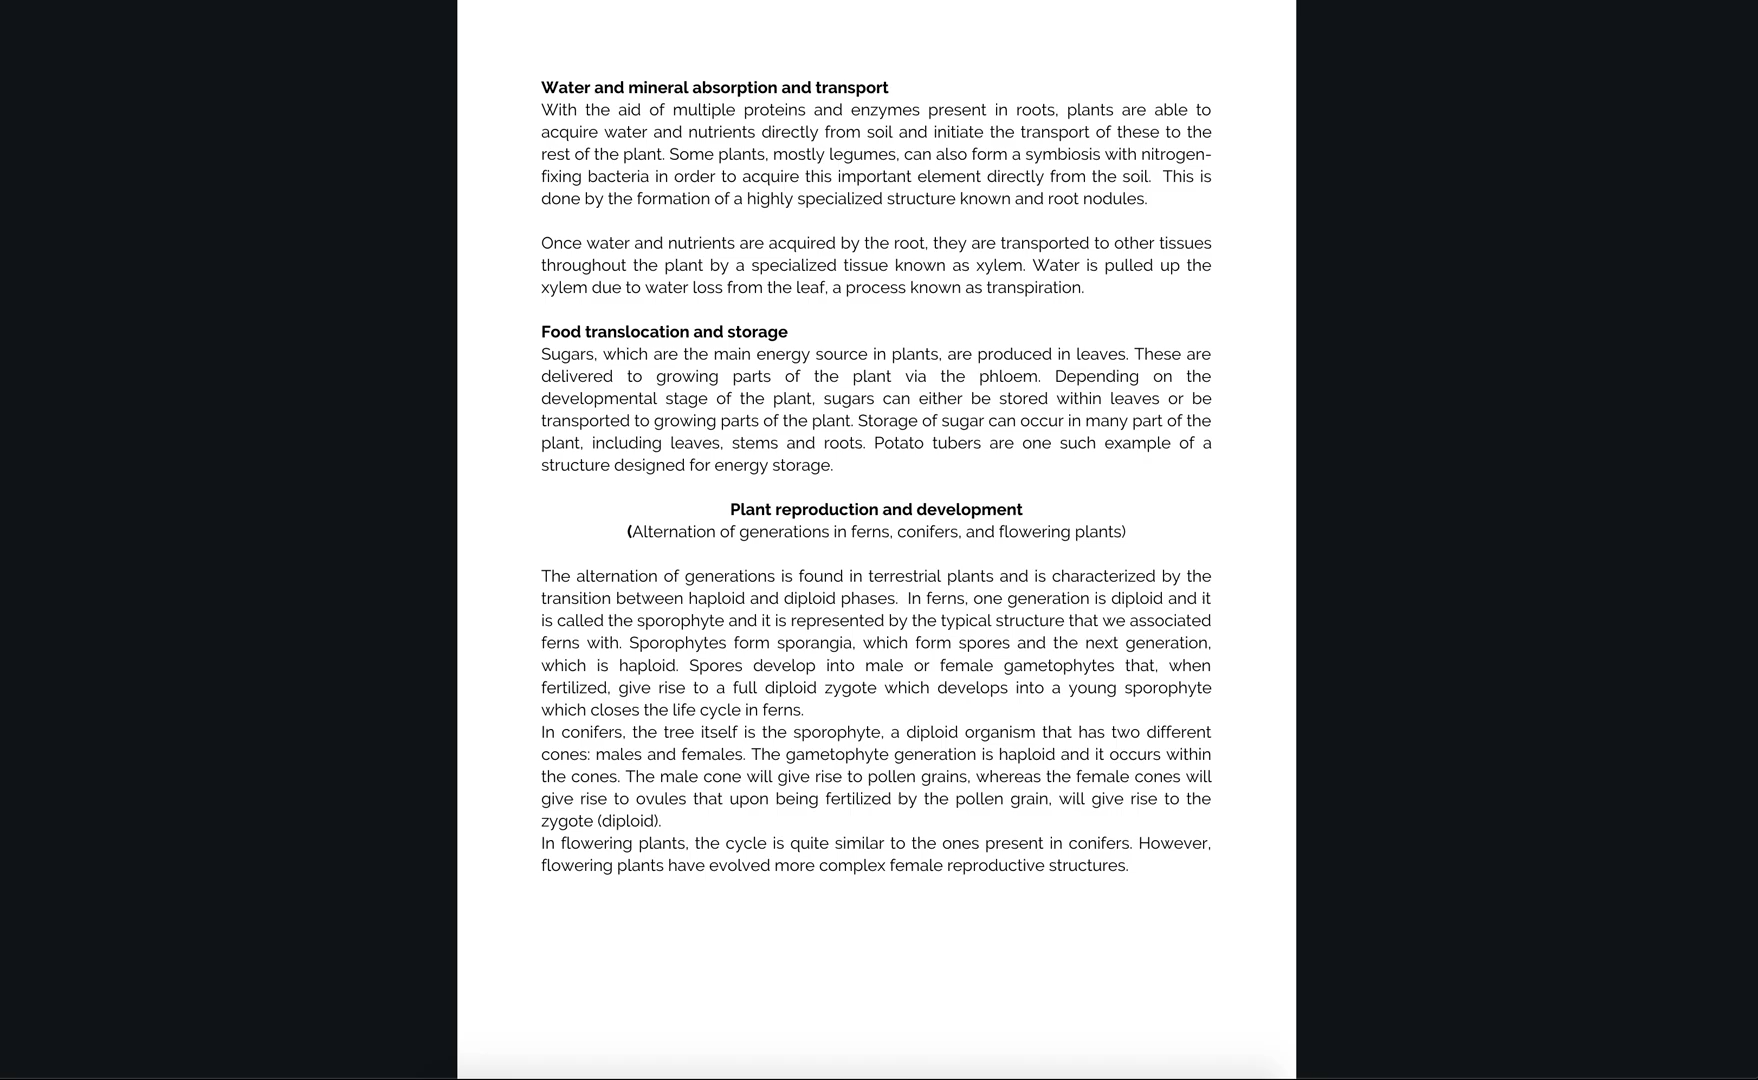 Water and mineral absorption and transport
With the aid of multiple proteins and enzymes present in roots, plants are able to
acquire water and nutrients directly from soil and initiate the transport of these to the
rest of the plant. Some plants, mostly legumes, can also form a symbiosis with nitrogen-
fixing bacteria in order to acquire this important element directly from the soil.  This is
done by the formation of a highly specialized structure known and root nodules.
Once water and nutrients are acquired by the root, they are transported to other tissues
throughout the plant by a specialized tissue known as xylem. Water is pulled up the
xylem due to water loss from the leaf, a process known as transpiration.
Food translocation and storage
Sugars, which are the main energy source in plants, are produced in leaves. These are
delivered to growing parts of the plant via the phloem. Depending on the
developmental stage of the plant, sugars can either be stored within leaves or be
transported to growing parts of the plant. Storage of sugar can occur in many part of the
plant, including leaves, stems and roots. Potato tubers are one such example of a
structure designed for energy storage.
Plant reproduction and development
(Alternation of generations in ferns, conifers, and flowering plants)
The alternation of generations is found in terrestrial plants and is characterized by the
transition between haploid and diploid phases.  In ferns, one generation is diploid and it
is called the sporophyte and it is represented by the typical structure that we associated
ferns with. Sporophytes form sporangia, which form spores and the next generation,
which is haploid. Spores develop into male or female gametophytes that, when
fertilized, give rise to a full diploid zygote which develops into a young sporophyte
which closes the life cycle in ferns.
In conifers, the tree itself is the sporophyte, a diploid organism that has two different
cones: males and females. The gametophyte generation is haploid and it occurs within
the cones. The male cone will give rise to pollen grains, whereas the female cones will
give rise to ovules that upon being fertilized by the pollen grain, will give rise to the
zygote (diploid).
In flowering plants, the cycle is quite similar to the ones present in conifers. However,
flowering plants have evolved more complex female reproductive structures.